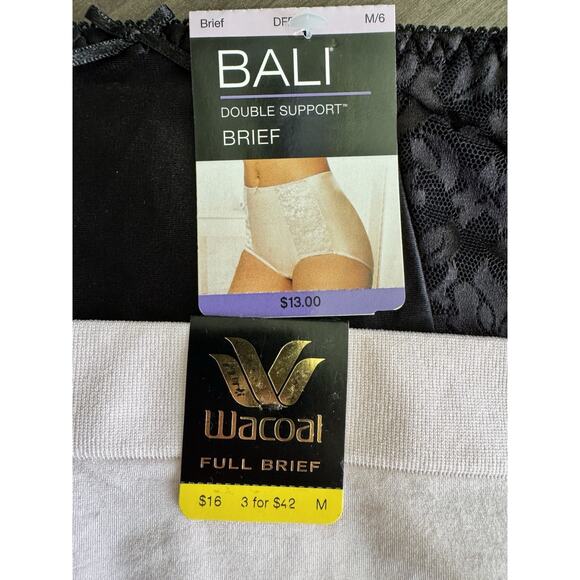 Brief M/6
BALI
DOUBLE SUPPORT™
BRIEF
$13.00
Wacoal
FULL BRIEF
$16 3 for $42 M